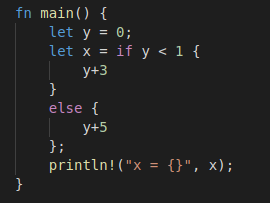 fn main() {
    let y = 0;
    let x = if y < 1 {
        y+3
    }
    else {
        y+5
    };
    println!("x = {}", x);
}